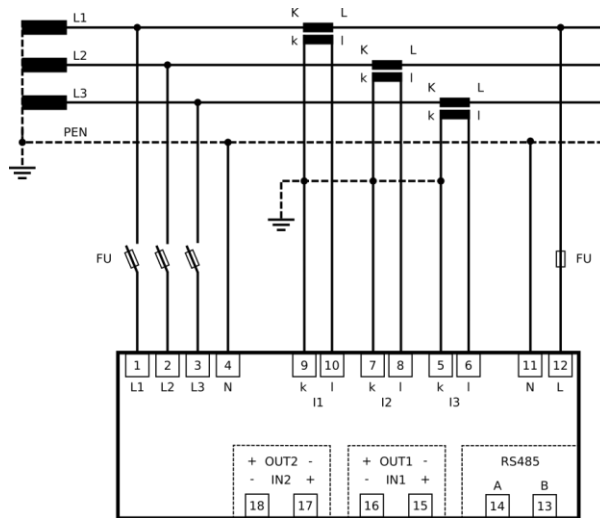 L1 K L
k l
L2 K L
k l
L3 K L
k l
PEN
FU FU
1 2 3 4 9 10 7 8 5 6 11 12
L1 L2 L3 N k l k l k l N L
I1 I2 I3
+ OUT2 - + OUT1 - RS485
- IN2 + - IN1 + A B
18 17 16 15 14 13